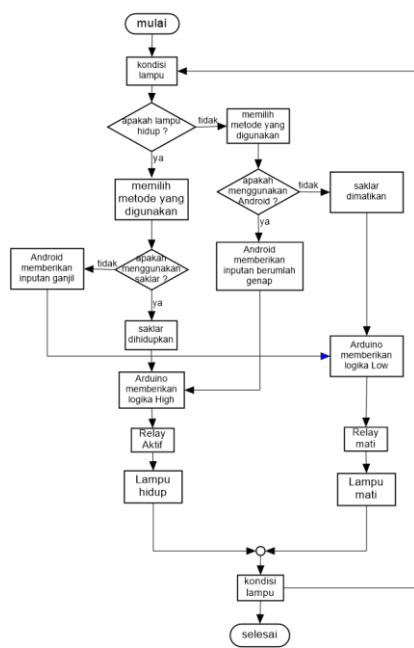 mulai
kondisi
lampu
apakah lampu
hidup ?
tidak
memilih
metode yang
digunakan
ya
memilih
metode yang
digunakan
apakah
menggunakan
Android ?
tidak
saklar
dimatikan
ya
Android
memberikan
inputan ganjil
tidak
apakah
menggunakan
saklar ?
Android
memberikan
inputan berumlah
genap
ya
saklar
dihidupkan
Arduino
memberikan
logika Low
Arduino
memberikan
logika High
Relay
Aktif
Relay
mati
Lampu
hidup
Lampu
mati
kondisi
lampu
selesai